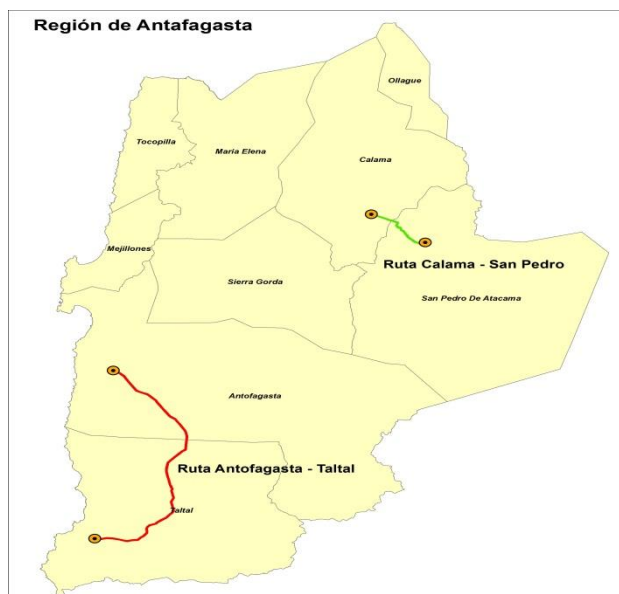 Región de Antafagasta
Ollague
Tocopilla
Maria Elena
Calama
Mejillones
Ruta Calama - San Pedro
Sierra Gorda
San Pedro De Atacama
Antofagasta
Ruta Antofagasta - Taltal
Taltal